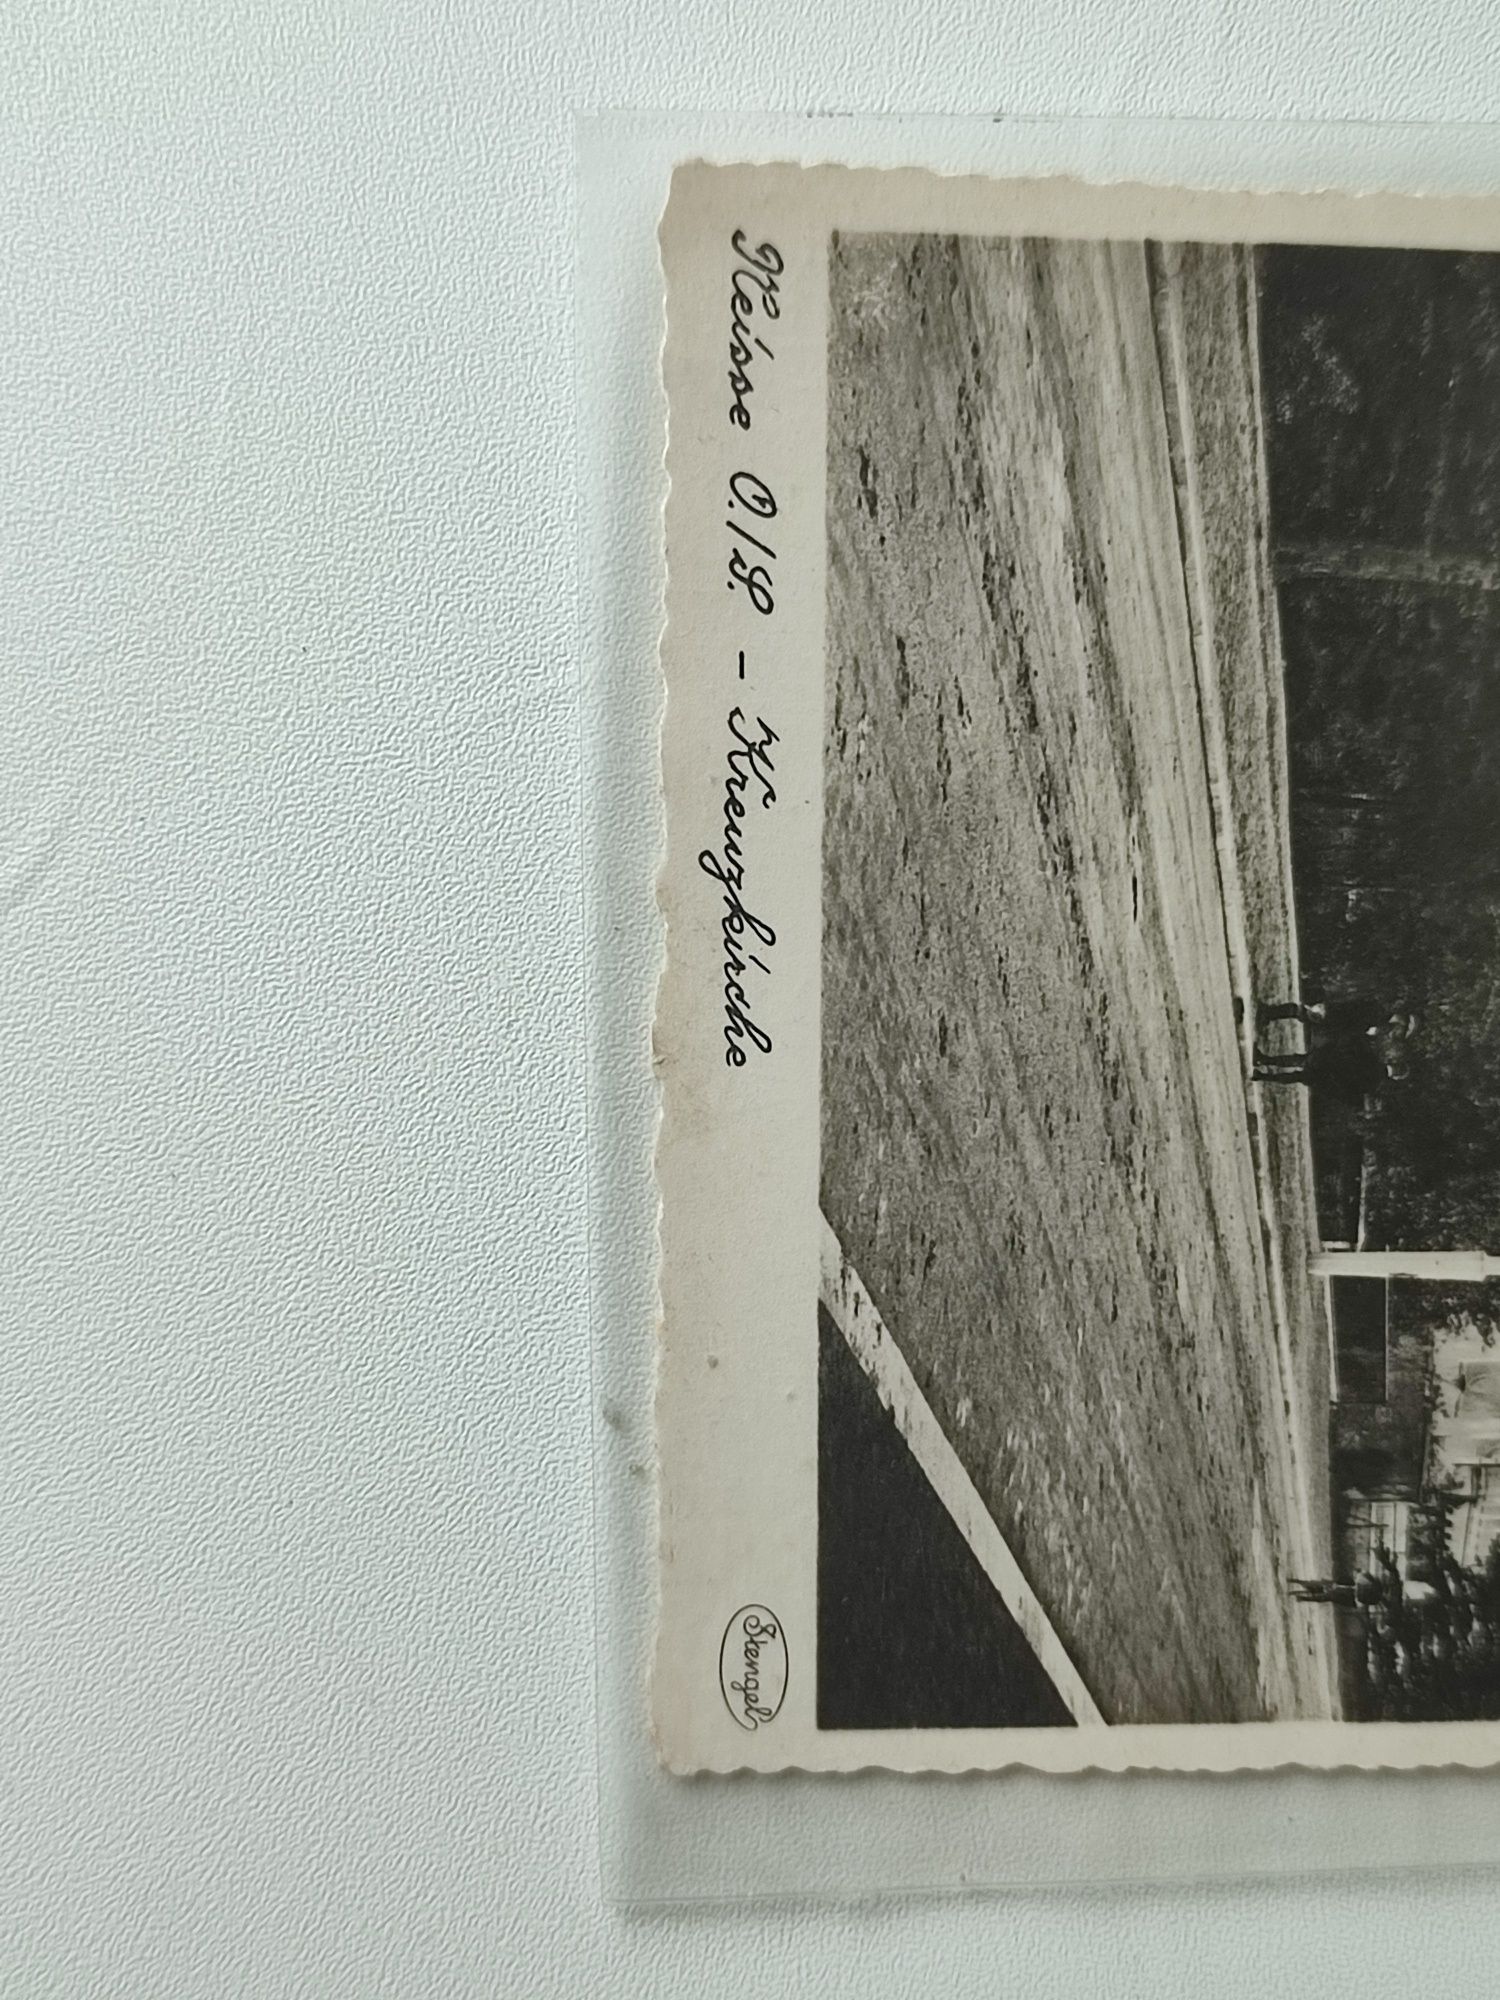 Neisse O./S. - Kreuzkirche
Stengel